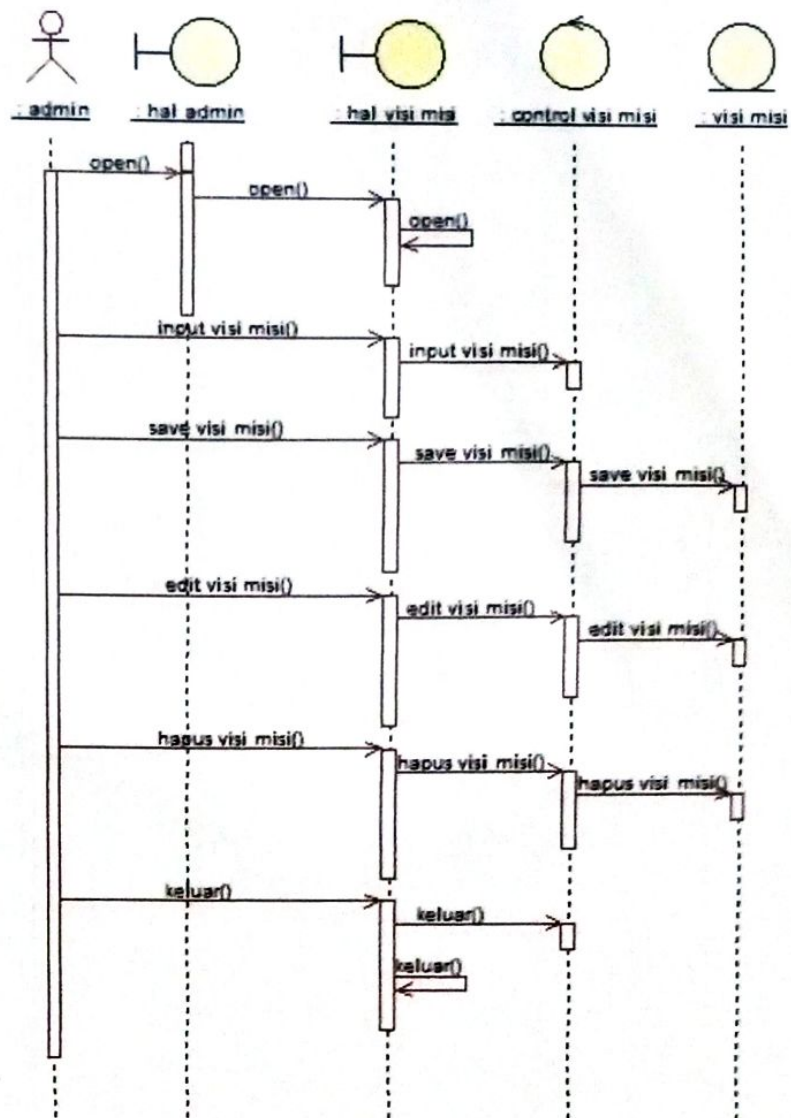 : admin
: hal admin
: hal visi misi
: control visi misi
: visi misi
open()
open()
open()
input visi misi()
input visi misi()
save visi misi()
save visi misi()
save visi misi()
edit visi misi()
edit visi misi()
edit visi misi()
hapus visi misi()
hapus visi misi()
hapus visi misi()
keluar()
keluar()
keluar()